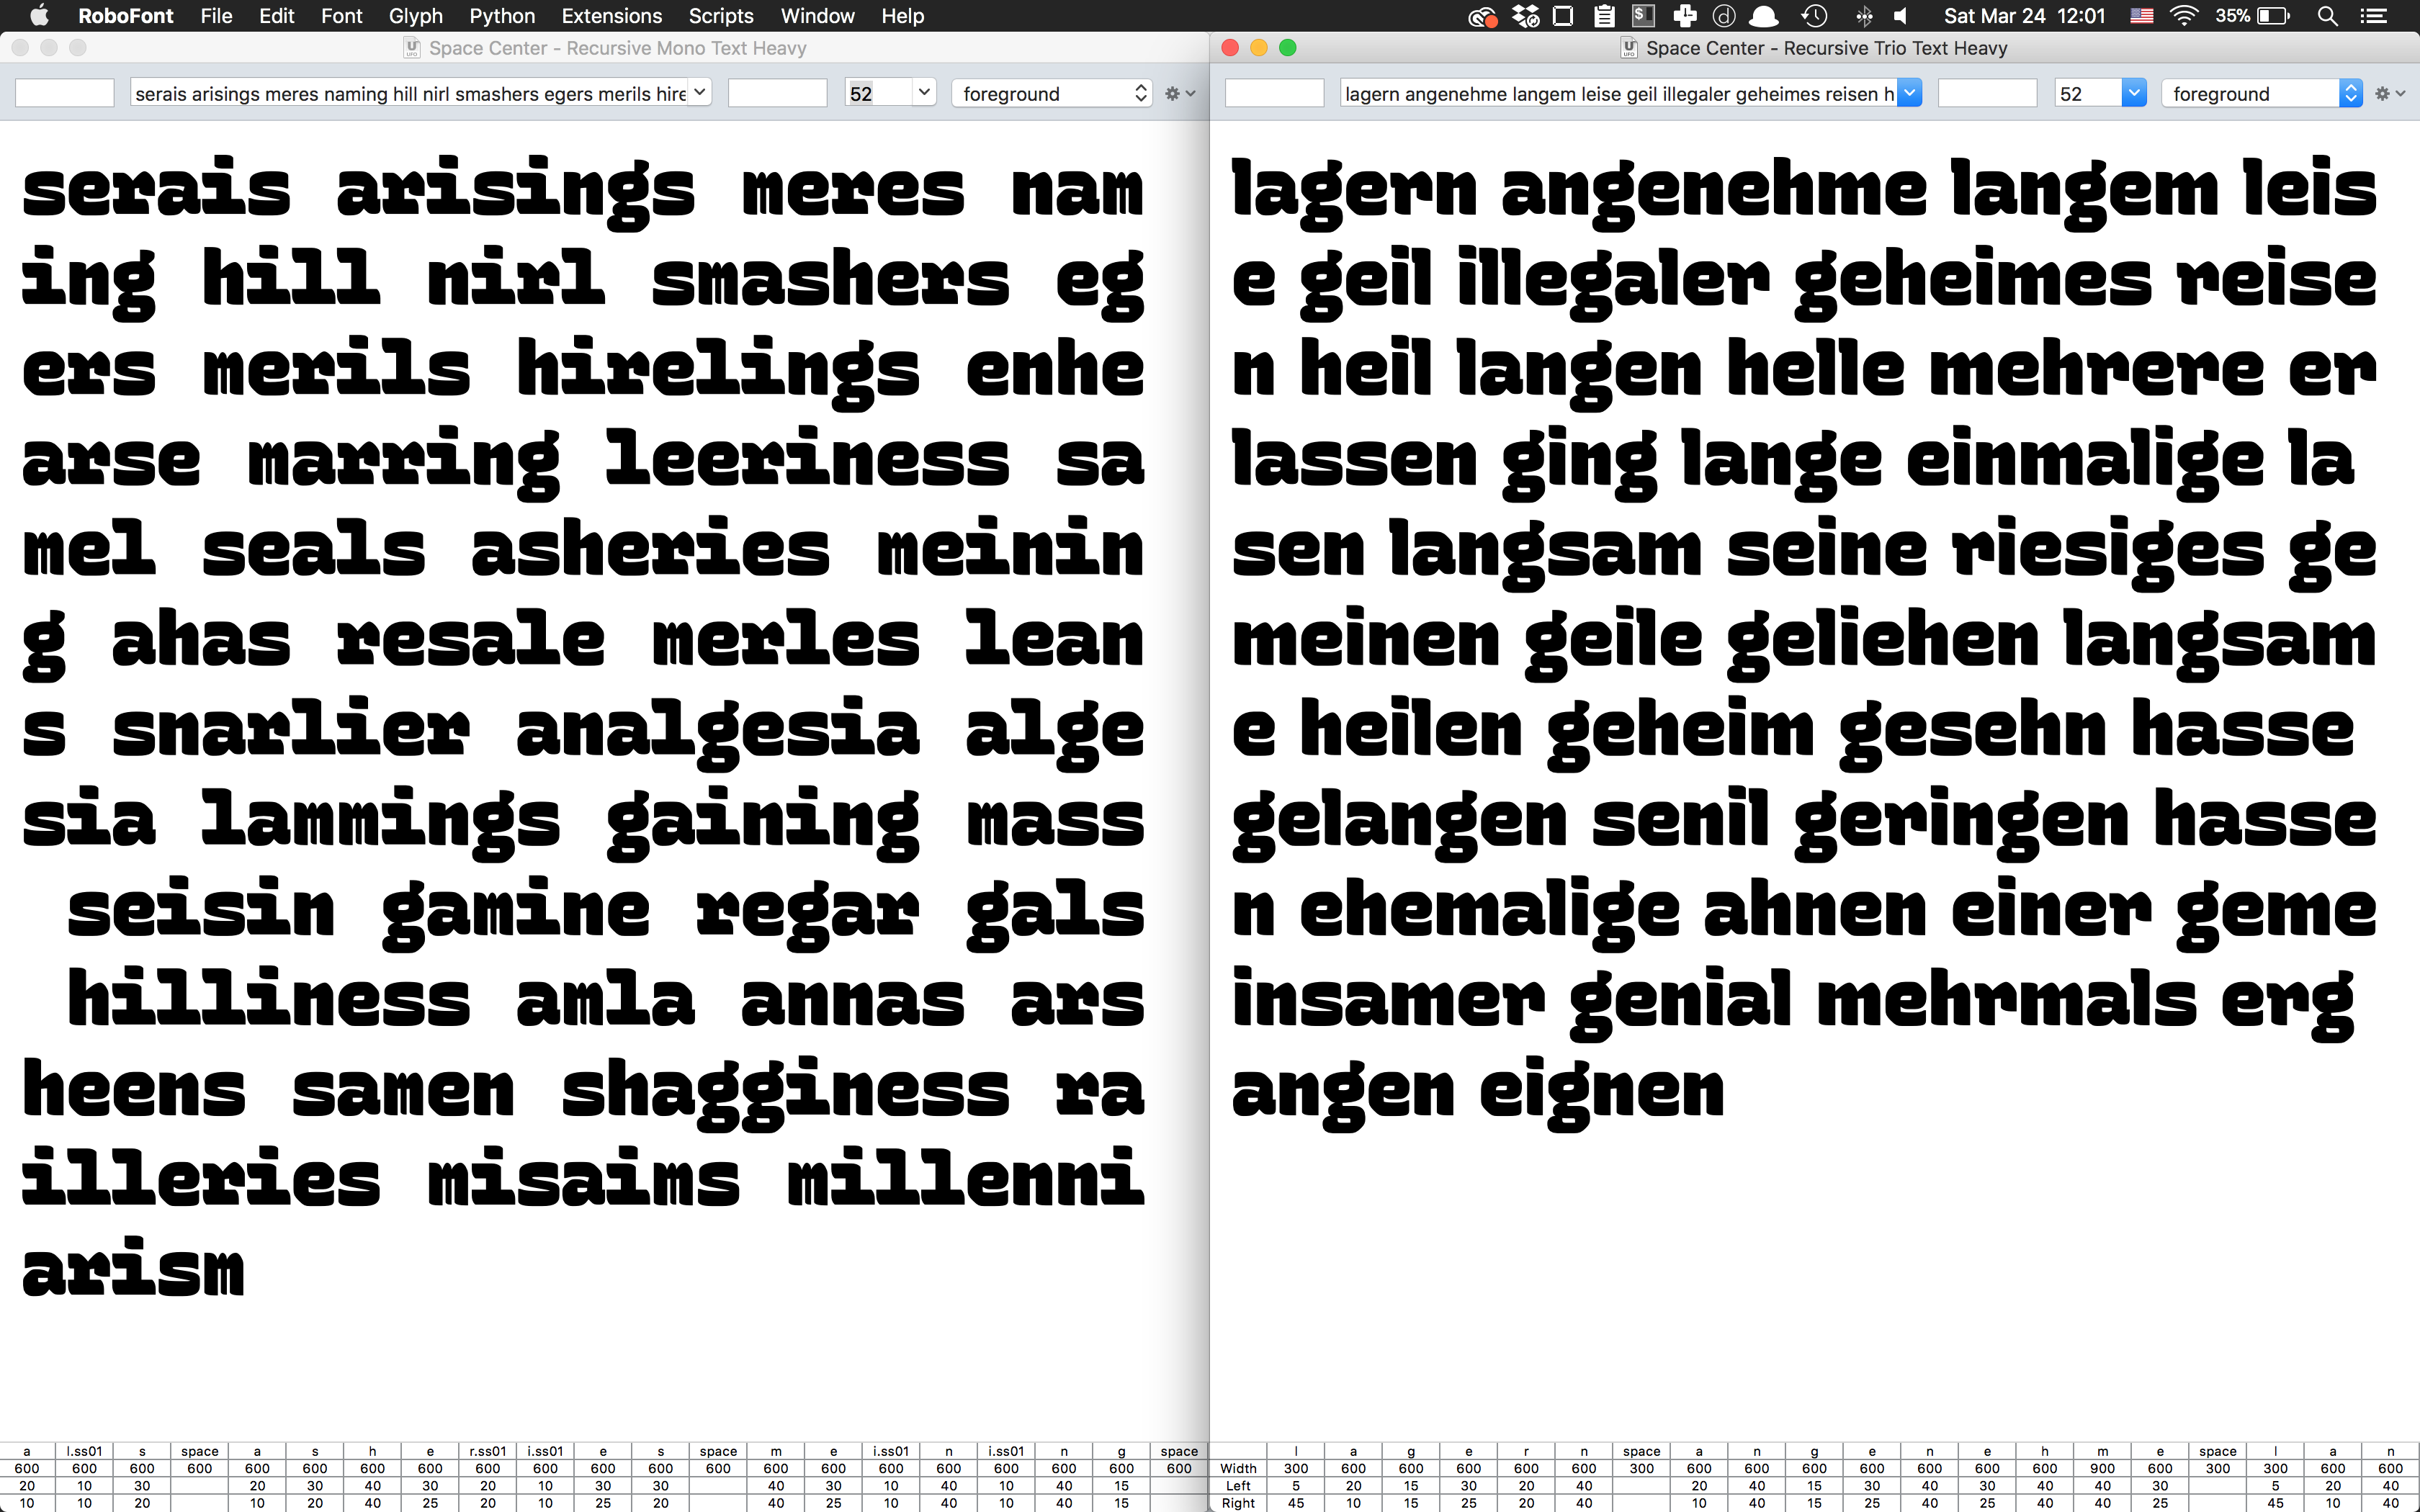 RoboFont File Edit Font Glyph Python Extensions Scripts Window Help Sat Mar 24 12:01 35%
Space Center - Recursive Mono Text Heavy
serais arisings meres naming hill nirl smashers egers merils hire 52 foreground
serais arisings meres nam
ing hill nirl smashers eg
ers merils hirelings enhe
arse marring leeriness sa
mel seals asheries meinin
g ahas resale merles lean
s snarlier analgesia alge
sia lammings gaining mass
seisin gamine regar gals
hilliness amla annas ars
heens samen shagginess ra
illeries misaims millenni
arism
a l.ss01 s space a s h e r.ss01 i.ss01 e s space m e i.ss01 n i.ss01 n g space
600 600 600 600 600 600 600 600 600 600 600 600 600 600 600 600 600 600 600 600 600
20 10 30 20 30 40 30 20 10 30 30 40 30 10 40 10 40 15
10 10 20 10 20 40 25 20 10 25 20 40 25 10 40 10 40 15
Space Center - Recursive Trio Text Heavy
lagern angenehme langem leise geil illegaler geheimes reisen h 52 foreground
lagern angenehme langem leis
e geil illegaler geheimes reise
n heil langen helle mehrere er
lassen ging lange einmalige la
sen langsam seine riesiges ge
meinen geile geliehen langsam
e heilen geheim gesehn hasse
gelangen senil geringen hasse
n ehemalige ahnen einer geme
insamer genial mehrmals erg
angen eignen
l a g e r n space a n g e n e h m e space l a n
Width 300 600 600 600 600 600 300 600 600 600 600 600 600 600 900 600 300 300 600 600
Left 5 20 15 30 20 40 20 40 15 30 40 30 40 40 30 5 20 40
Right 45 10 15 25 20 40 10 40 15 25 40 25 40 40 25 45 10 40